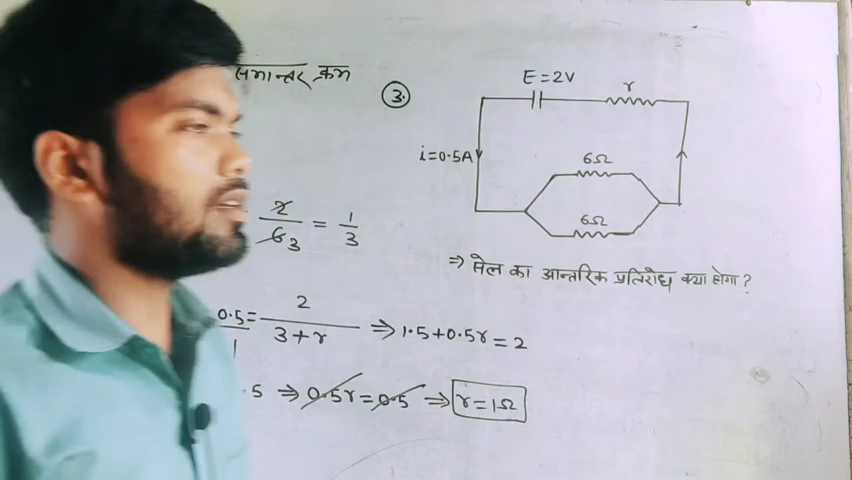 समान्तर क्रम
3.
E=2V
r
i=0.5A
6Ω
6Ω
⇒ सेल का आन्तरिक प्रतिरोध क्या होगा ?
2/6 3 = 1/3
0.5/1 = 2/(3+r) ⇒ 1.5+0.5r=2
.5 ⇒ 0.5r=0.5 ⇒ r=1Ω